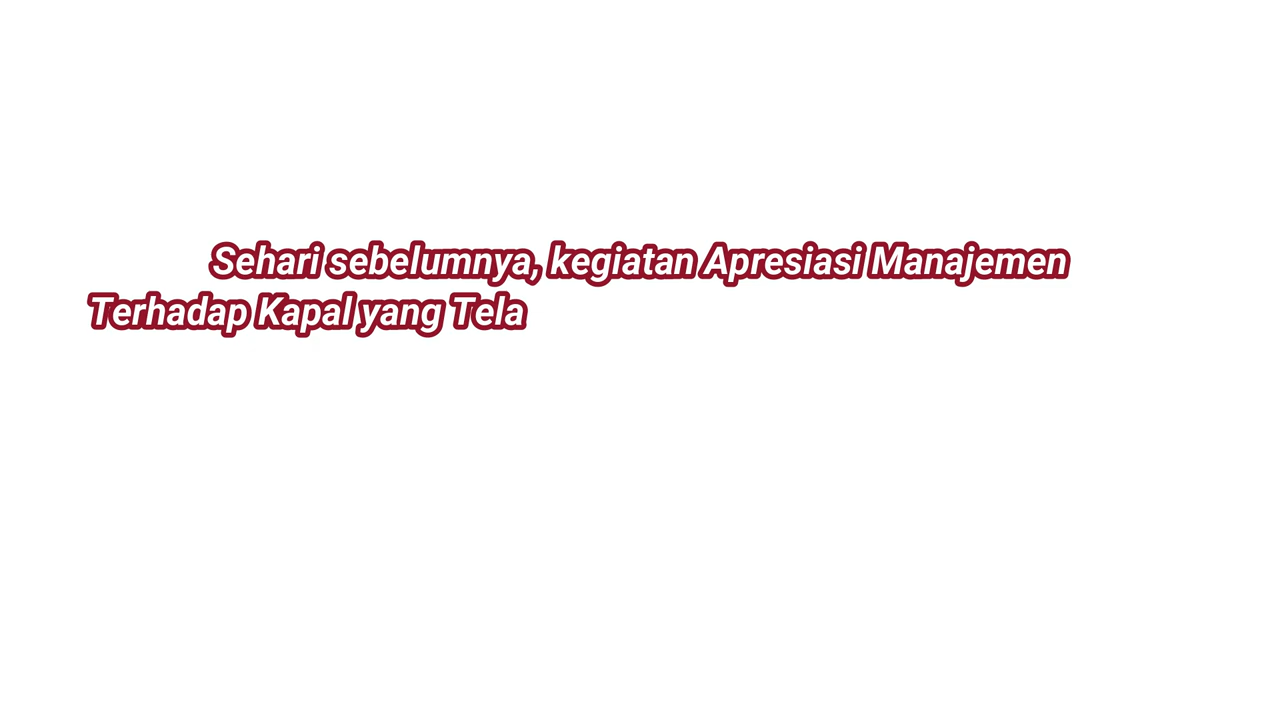 Sehari sebelumnya, kegiatan Apresiasi Manajemen
Terhadap Kapal yang Tela